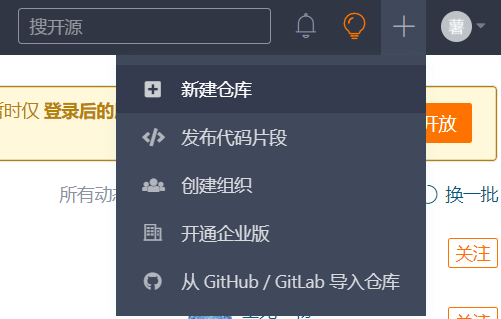 搜开源
薯
新建仓库
暂时仅 登录后的
开放
发布代码片段
所有动态
换一批
创建组织
开通企业版
关注
从 GitHub / GitLab 导入仓库
关注